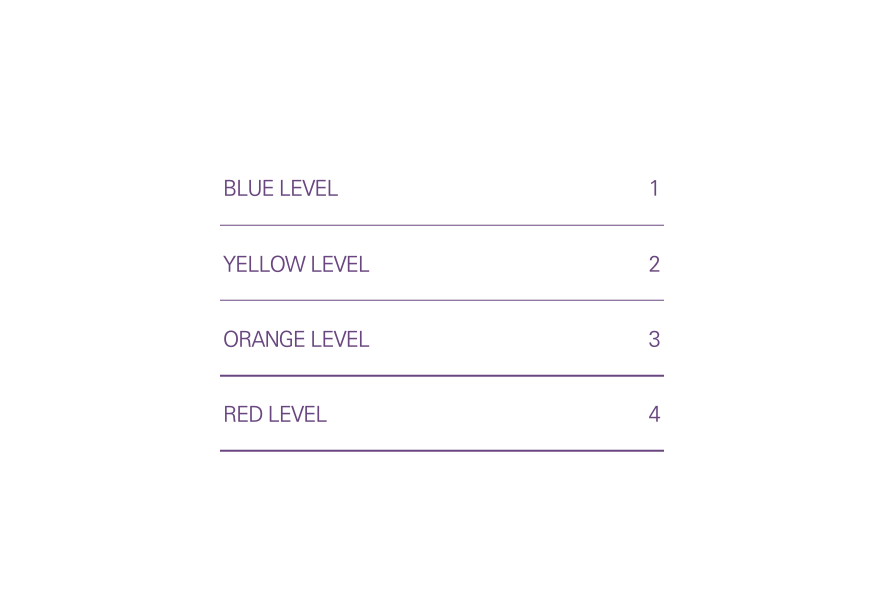 BLUE LEVEL 1
YELLOW LEVEL 2
ORANGE LEVEL 3
RED LEVEL 4